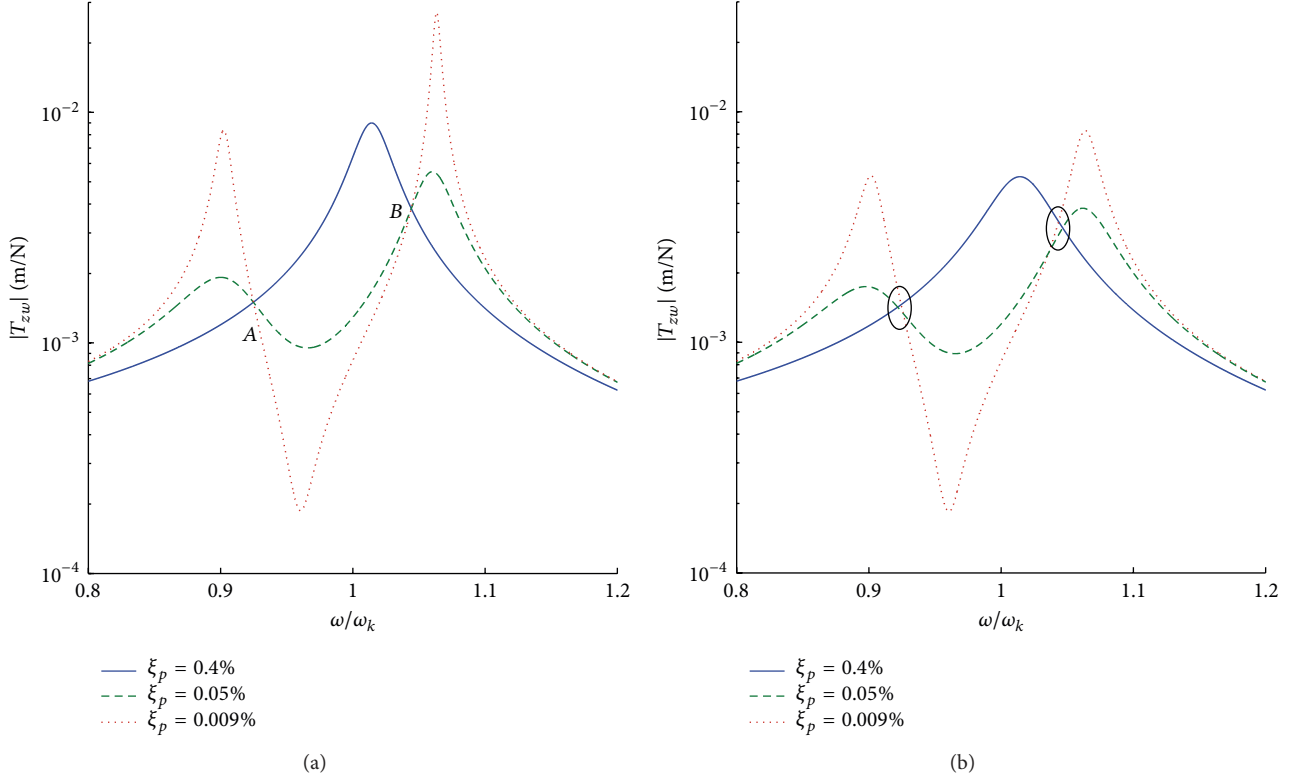 10⁻²
10⁻³
10⁻⁴
|T_zw| (m/N)
A
B
0.8 0.9 1 1.1 1.2
ω/ω_k
ξ_p = 0.4%
ξ_p = 0.05%
ξ_p = 0.009%
(a)
10⁻²
10⁻³
10⁻⁴
|T_zw| (m/N)
0.8 0.9 1 1.1 1.2
ω/ω_k
ξ_p = 0.4%
ξ_p = 0.05%
ξ_p = 0.009%
(b)